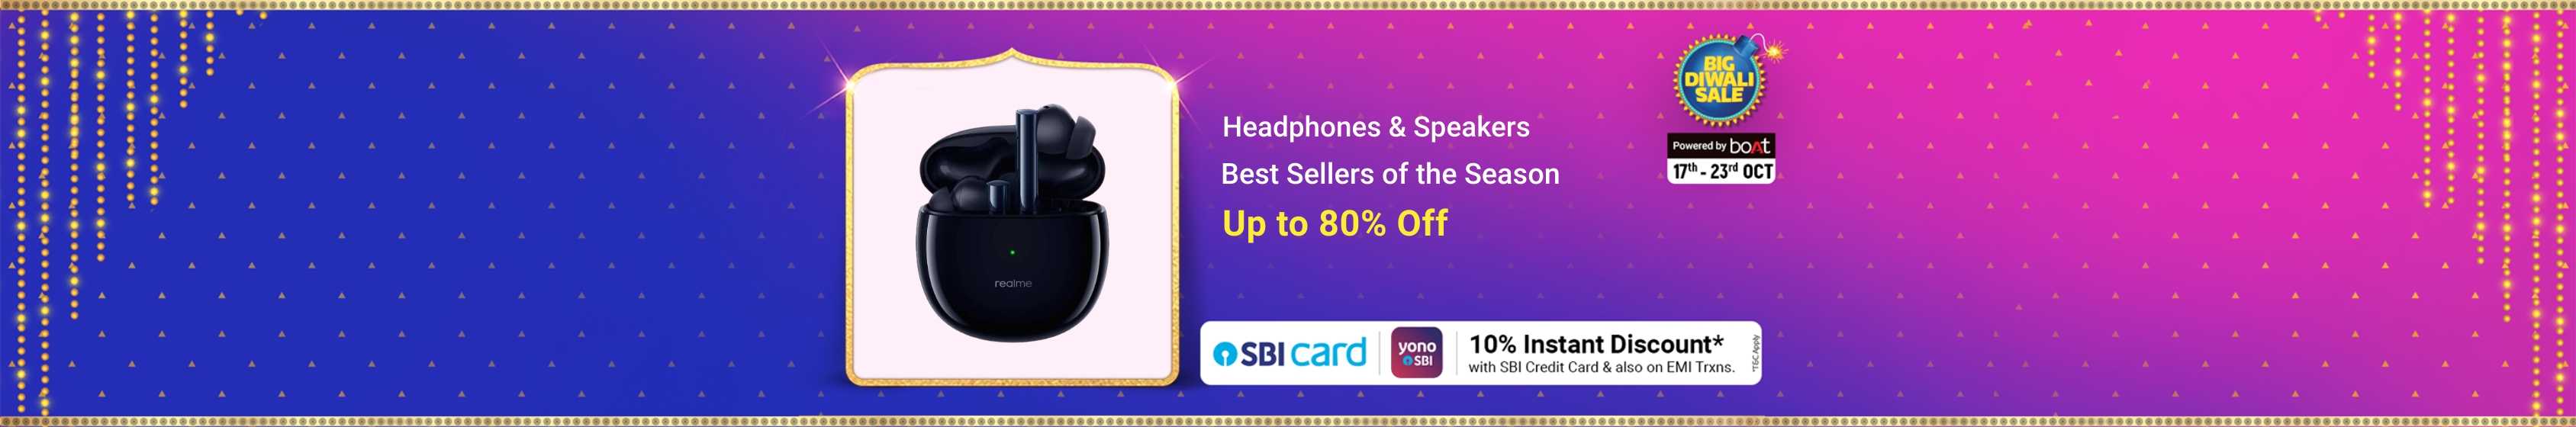 BIG
DIWALI
SALE
Powered by boAt
17th - 23rd OCT
Headphones & Speakers
Best Sellers of the Season
Up to 80% Off
realme
SBI card
yono
SBI
10% Instant Discount*
with SBI Credit Card & also on EMI Trxns.
*T&C Apply